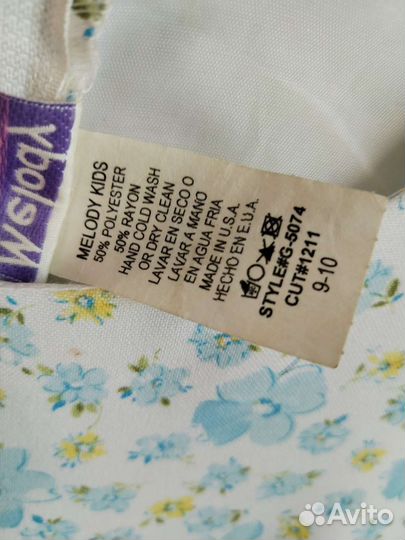 Melody
MELODY KIDS
50% POLYESTER
50% RAYON
HAND COLD WASH
OR DRY CLEAN
LAVAR EN SECO O
LAVAR A MANO
EN AGUA FRIA
MADE IN U.S.A.
HECHO EN E.U.A.
STYLE#G-5074
CUT#1211
9-10
Avito